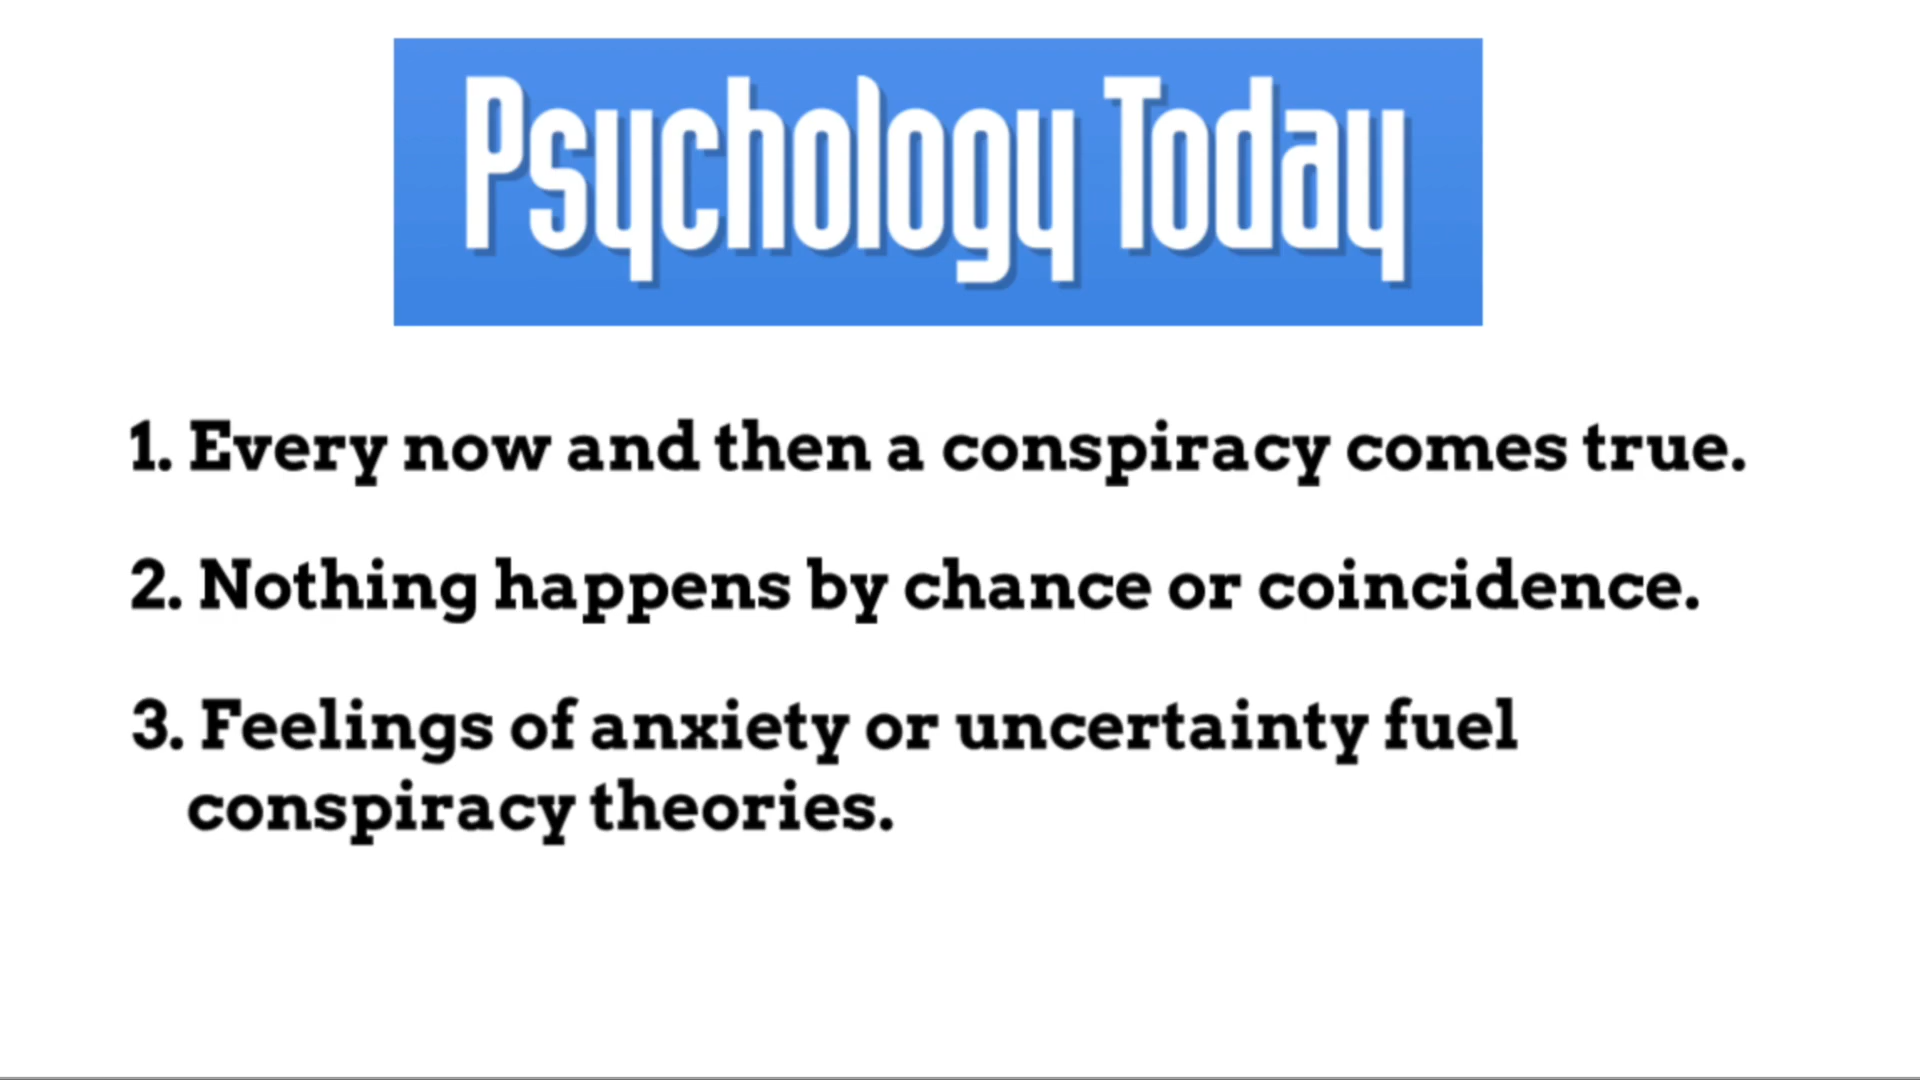 Psychology Today
1. Every now and then a conspiracy comes true.
2. Nothing happens by chance or coincidence.
3. Feelings of anxiety or uncertainty fuel
conspiracy theories.